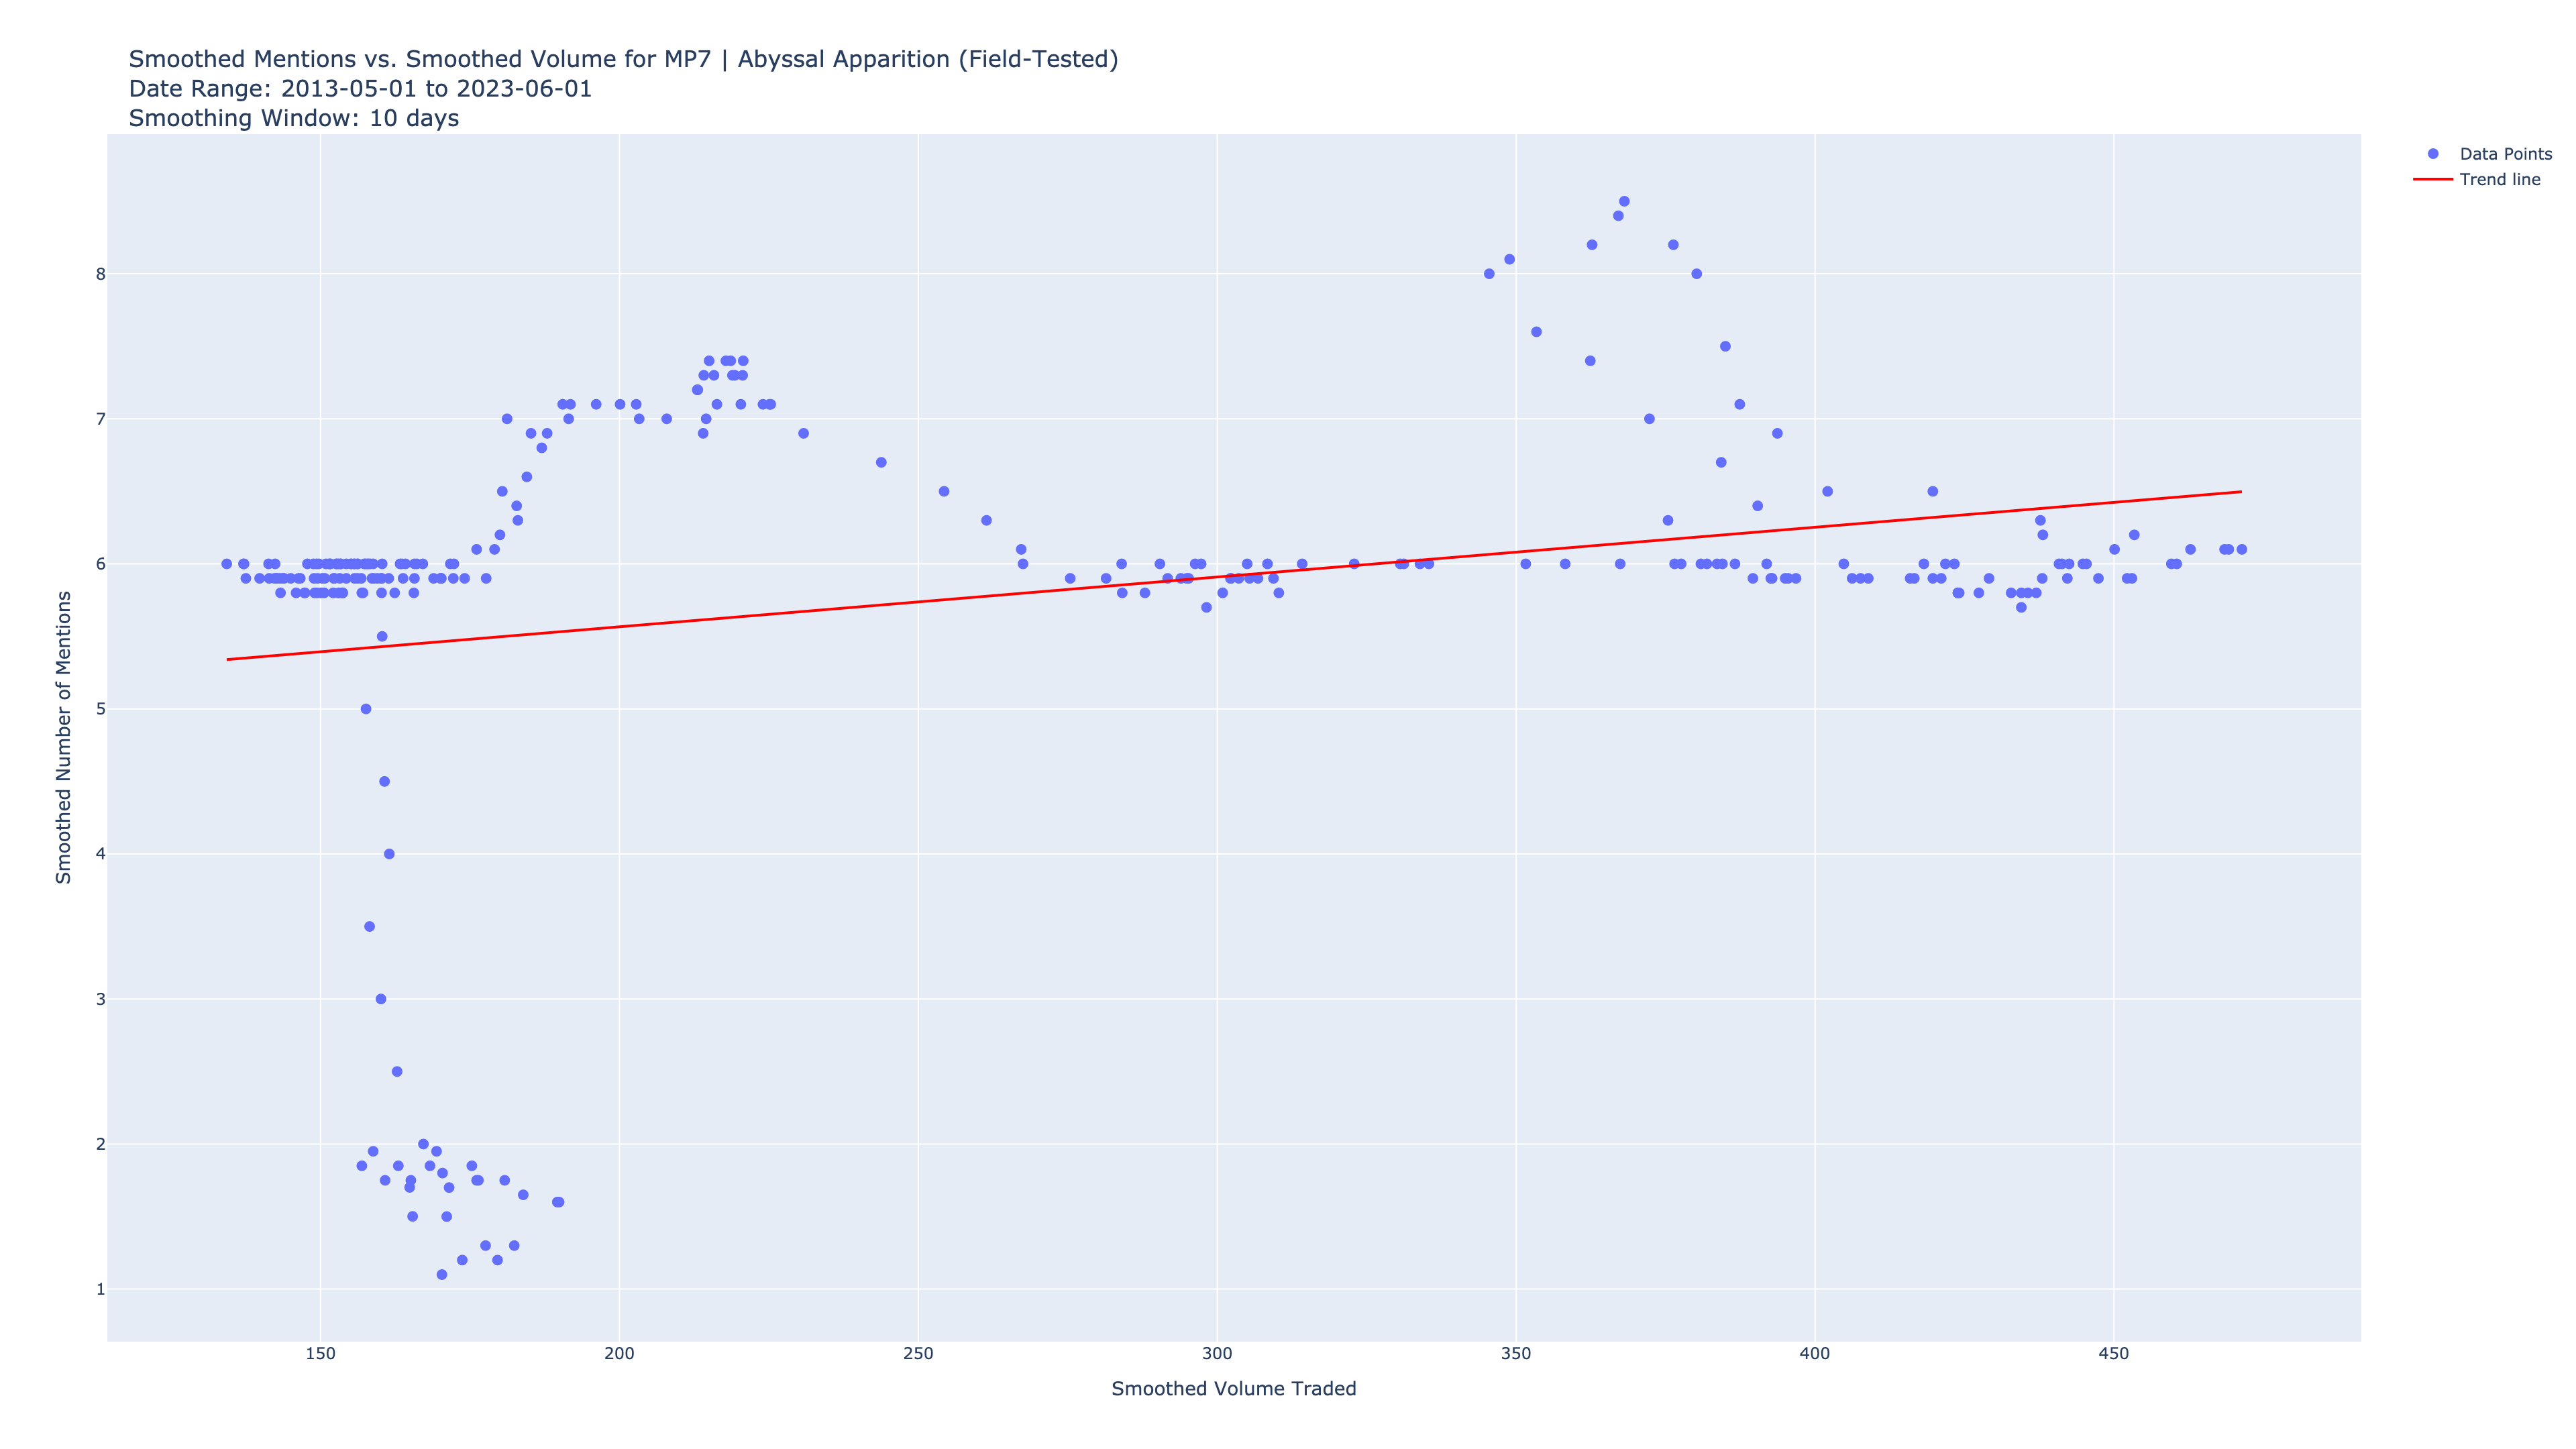 Smoothed Mentions vs. Smoothed Volume for MP7 | Abyssal Apparition (Field-Tested)
Date Range: 2013-05-01 to 2023-06-01
Smoothing Window: 10 days
Data Points
Trend line
Smoothed Number of Mentions
8
7
6
5
4
3
2
1
150 200 250 300 350 400 450
Smoothed Volume Traded